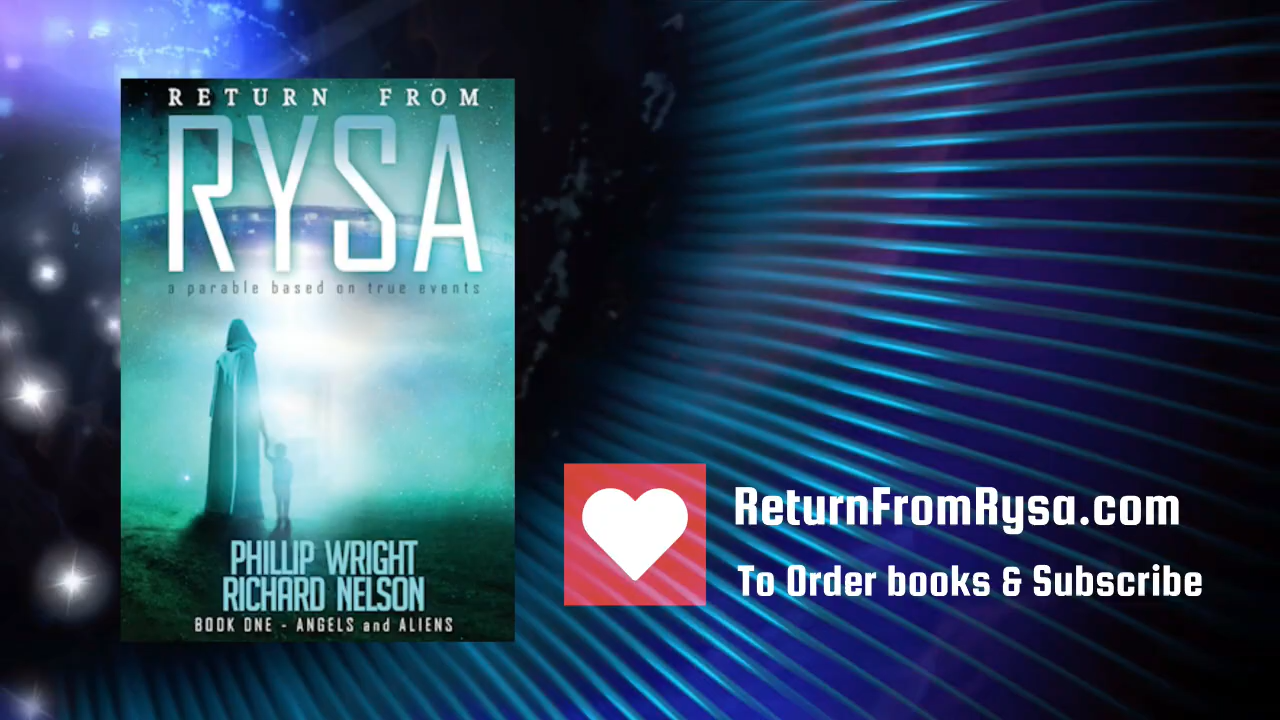 RETURN FROM
RYSA
a parable based on true events
PHILLIP WRIGHT
RICHARD NELSON
BOOK ONE - ANGELS and ALIENS
ReturnFromRysa.com
To Order books & Subscribe